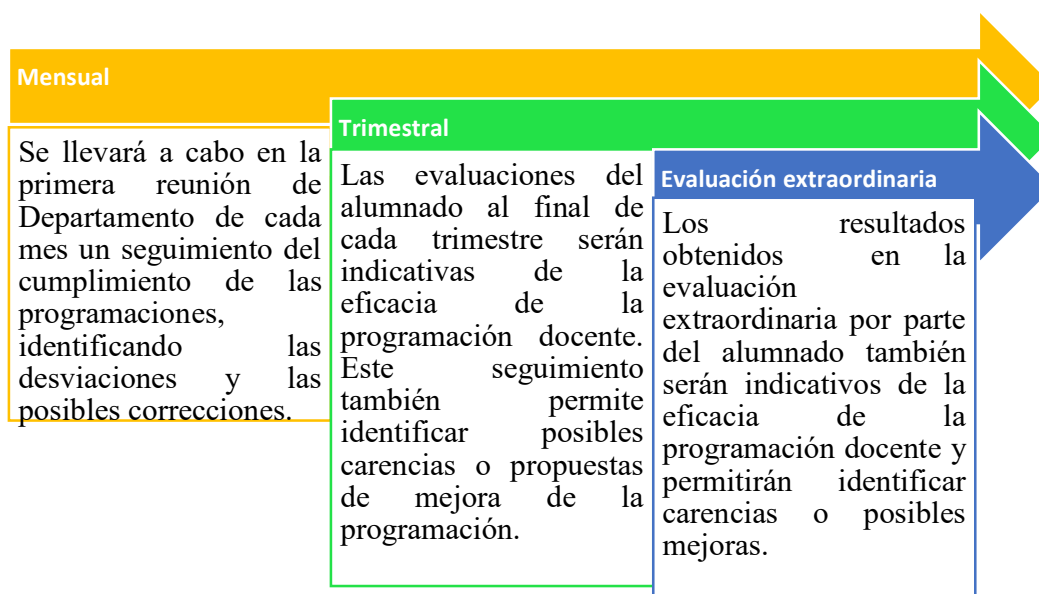 Mensual
Se llevará a cabo en la
primera reunión de
Departamento de cada
mes un seguimiento del
cumplimiento de las
programaciones,
identificando las
desviaciones y las
posibles correcciones.
Trimestral
Las evaluaciones del
alumnado al final de
cada trimestre serán
indicativas de la
eficacia de la
programación docente.
Este seguimiento
también permite
identificar posibles
carencias o propuestas
de mejora de la
programación.
Evaluación extraordinaria
Los resultados
obtenidos en la
evaluación
extraordinaria por parte
del alumnado también
serán indicativos de la
eficacia de la
programación docente y
permitirán identificar
carencias o posibles
mejoras.